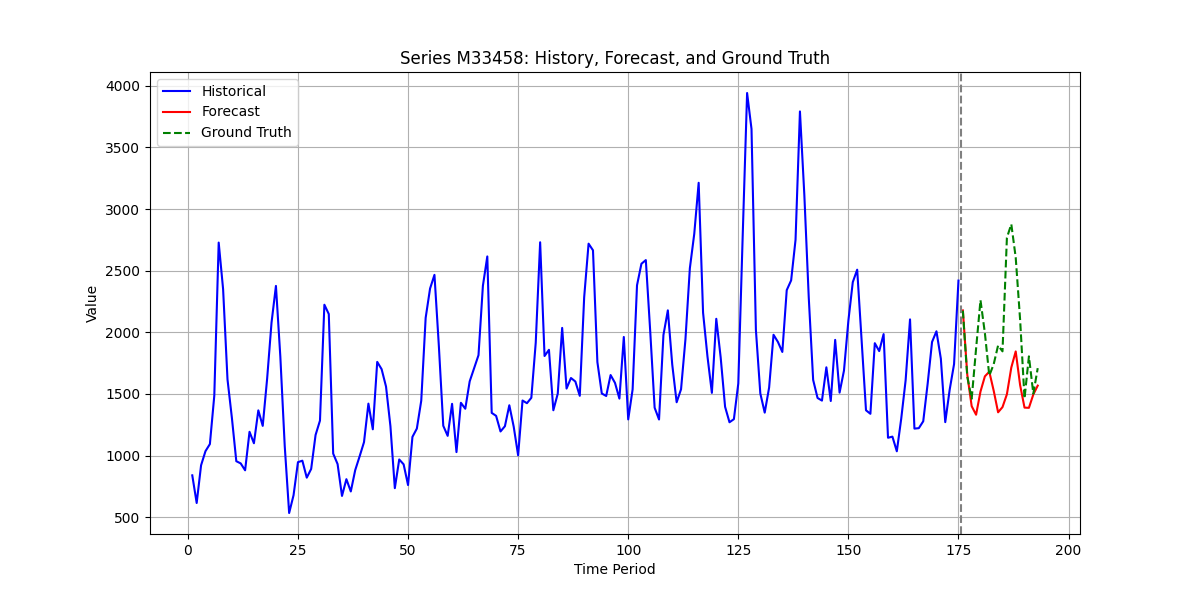 Series M33458: History, Forecast, and Ground Truth
Historical
Forecast
Ground Truth
4000
3500
3000
2500
2000
1500
1000
500
Value
0 25 50 75 100 125 150 175 200
Time Period